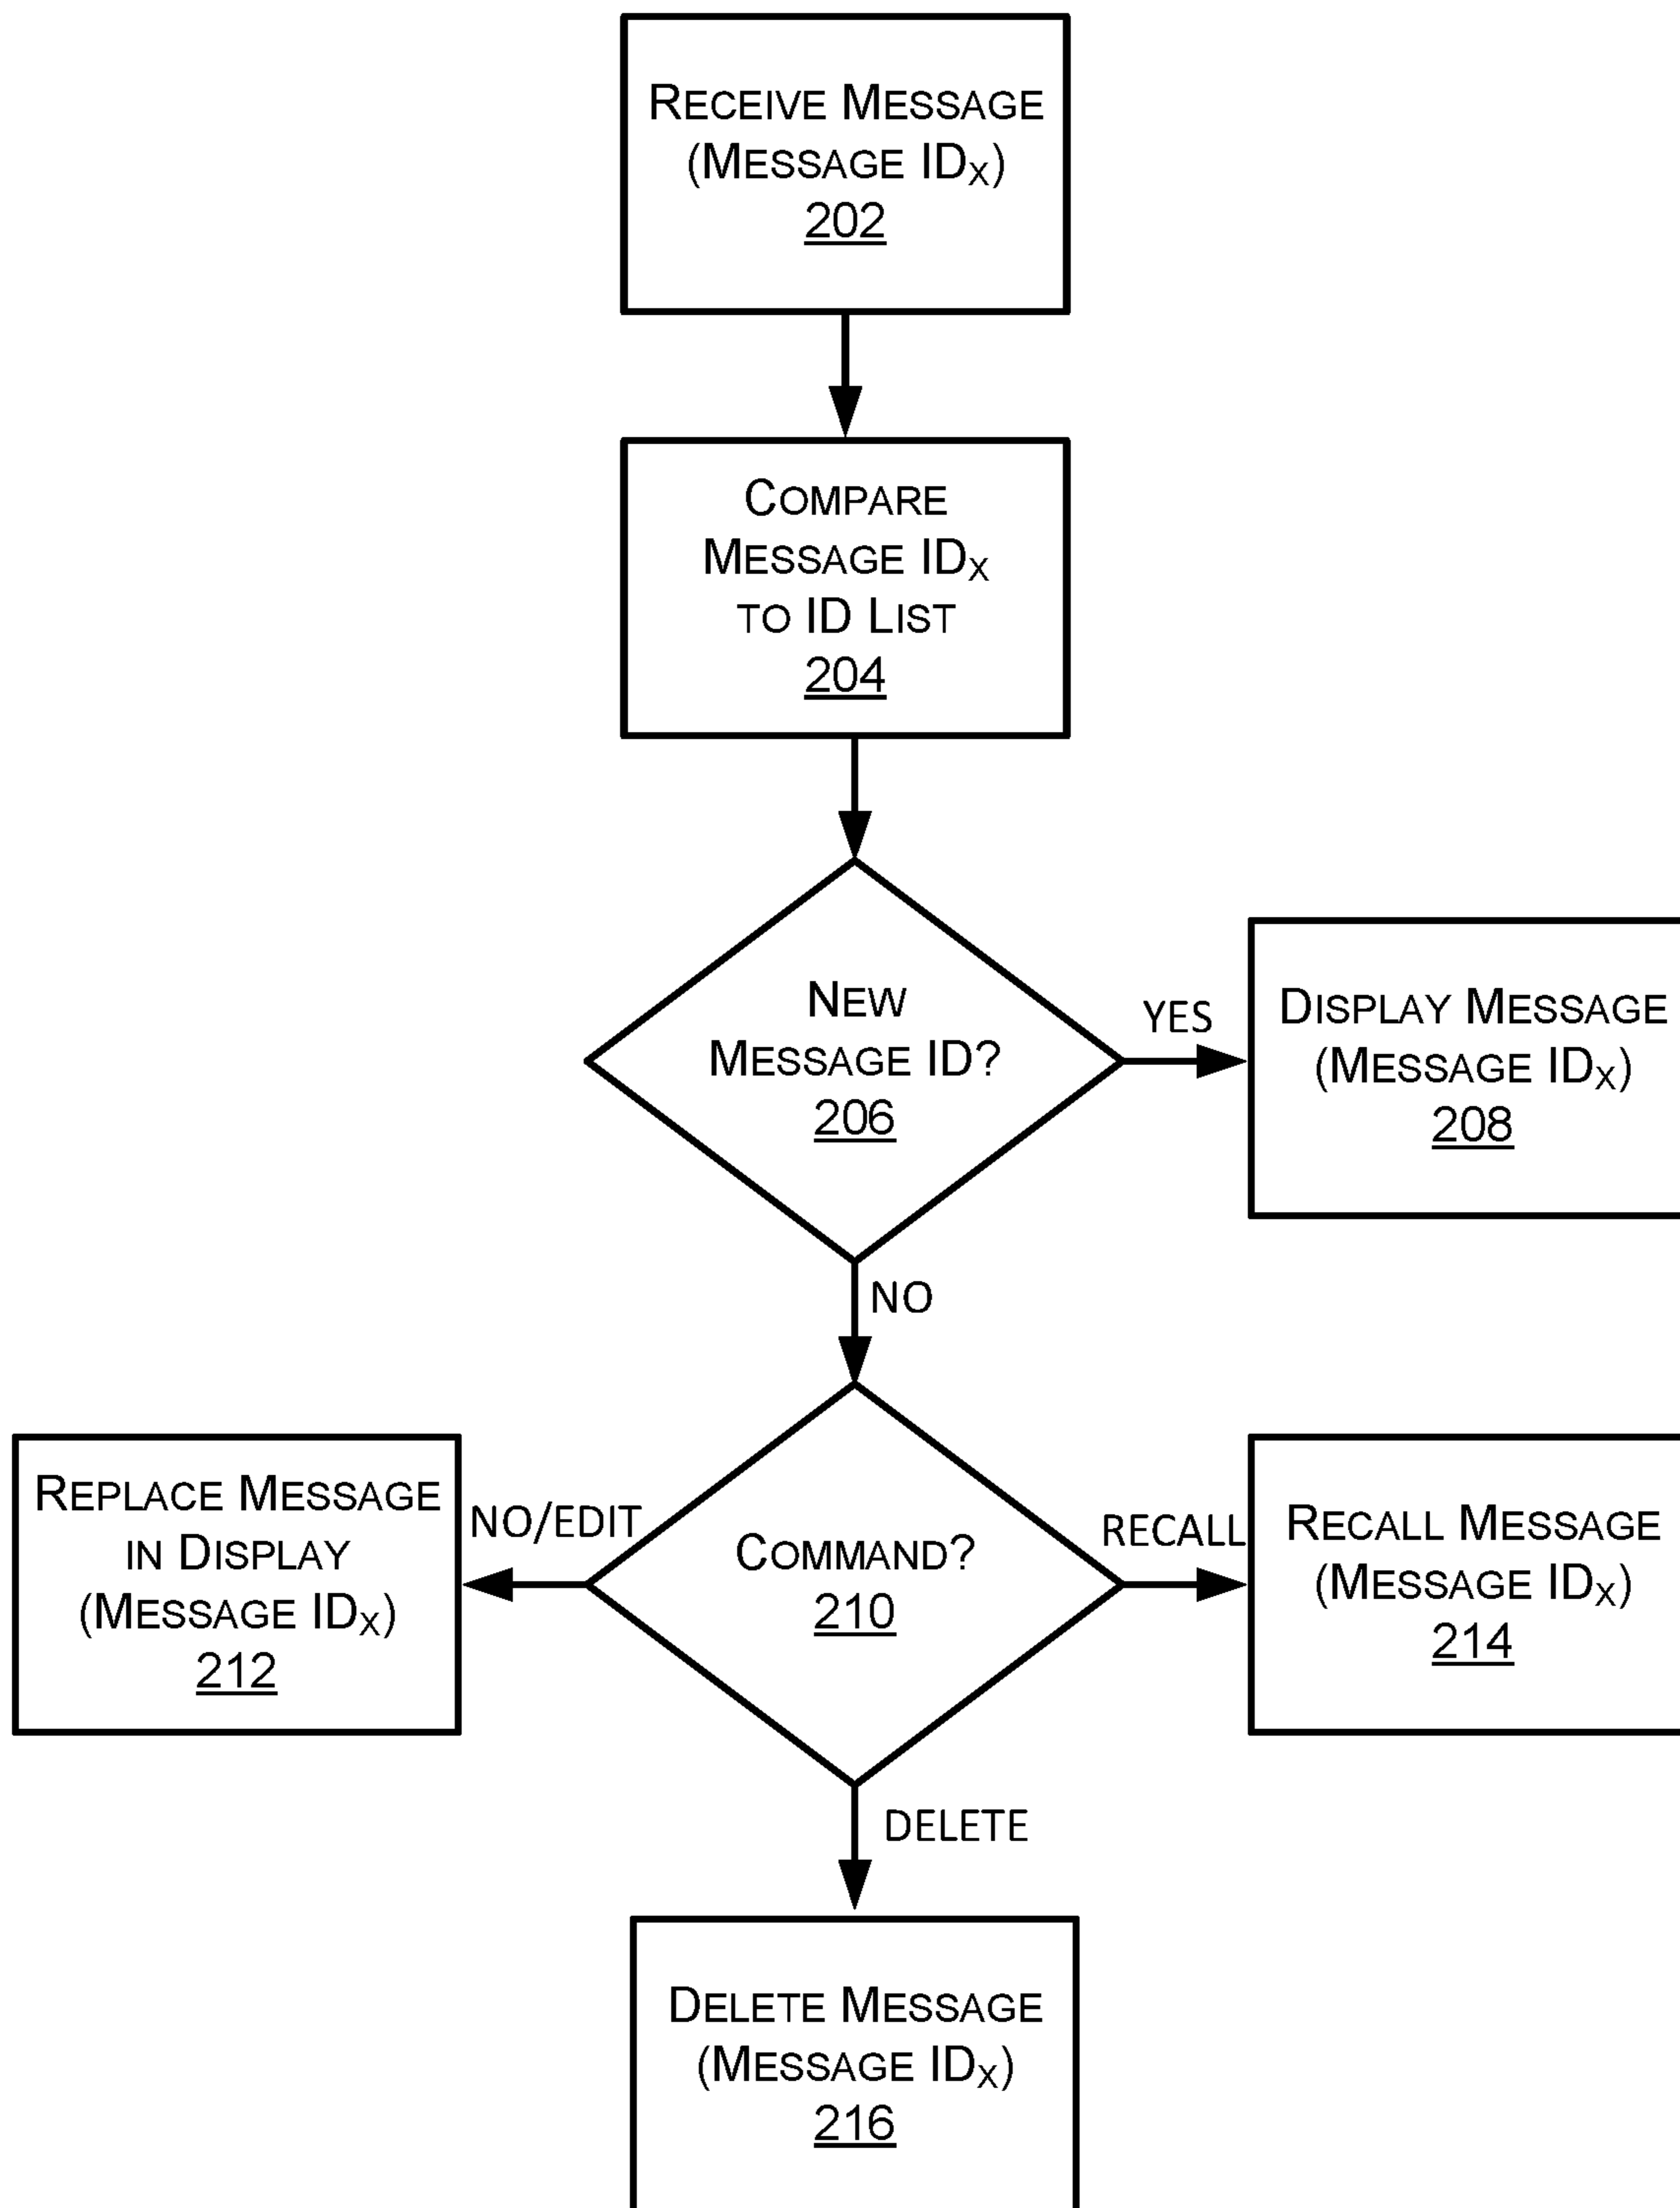 RECEIVE MESSAGE
(MESSAGE IDX)
202
COMPARE
MESSAGE IDX
TO ID LIST
204
NEW
MESSAGE ID?
206
YES
DISPLAY MESSAGE
(MESSAGE IDX)
208
NO
REPLACE MESSAGE
IN DISPLAY
(MESSAGE IDX)
212
NO/EDIT
COMMAND?
210
RECALL
RECALL MESSAGE
(MESSAGE IDX)
214
DELETE
DELETE MESSAGE
(MESSAGE IDX)
216